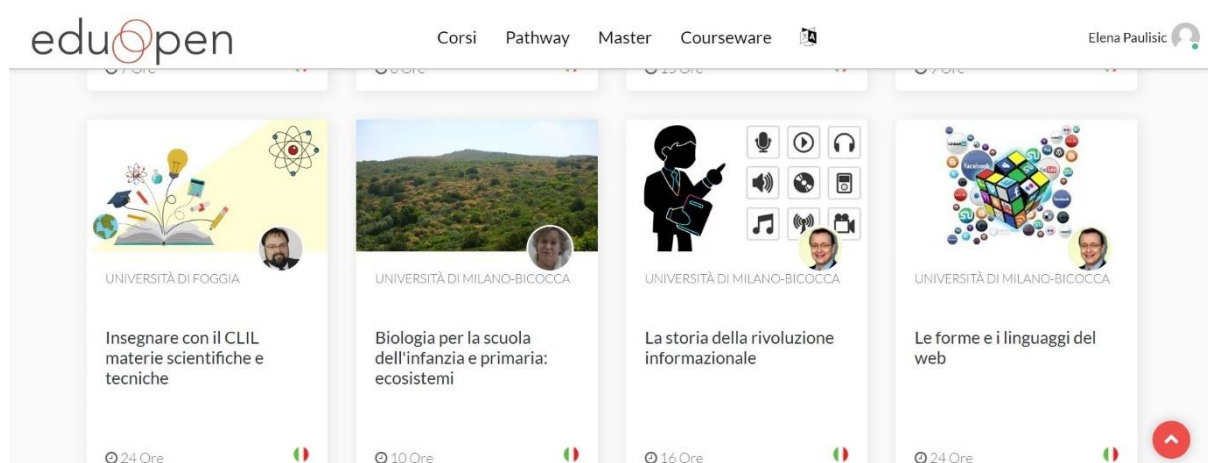 eduOpen
Corsi Pathway Master Courseware
Elena Paulisic
UNIVERSITÀ DI FOGGIA
Insegnare con il CLIL
materie scientifiche e
tecniche
24 Ore
UNIVERSITÀ DI MILANO-BICOCCA
Biologia per la scuola
dell'infanzia e primaria:
ecosistemi
10 Ore
UNIVERSITÀ DI MILANO-BICOCCA
La storia della rivoluzione
informazionale
16 Ore
facebook
UNIVERSITÀ DI MILANO-BICOCCA
Le forme e i linguaggi del
web
24 Ore